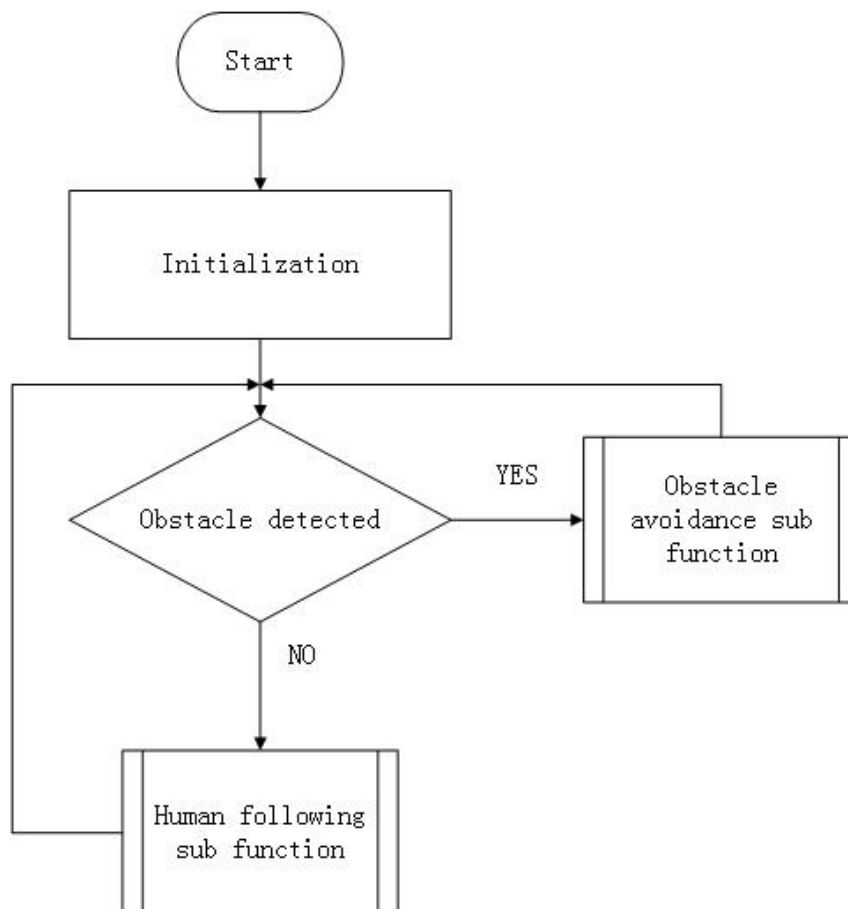 Start
Initialization
Obstacle detected
YES
Obstacle
avoidance sub
function
NO
Human following
sub function